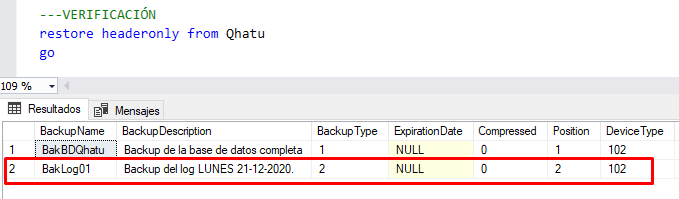 ---VERIFICACIÓN
restore headeronly from Qhatu
go
109 %
Resultados Mensajes
BackupName BackupDescription BackupType ExpirationDate Compressed Position DeviceType
1 BakBDQhatu Backup de la base de datos completa 1 NULL 0 1 102
2 BakLog01 Backup del log LUNES 21-12-2020. 2 NULL 0 2 102